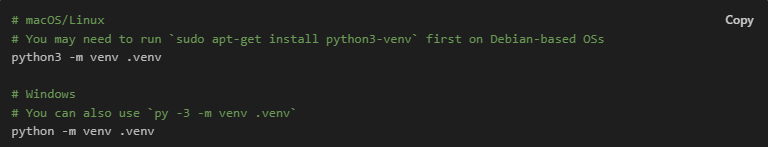 # macOS/Linux
Copy
# You may need to run `sudo apt-get install python3-venv` first on Debian-based OSs
python3 -m venv .venv
# Windows
# You can also use `py -3 -m venv .venv`
python -m venv .venv